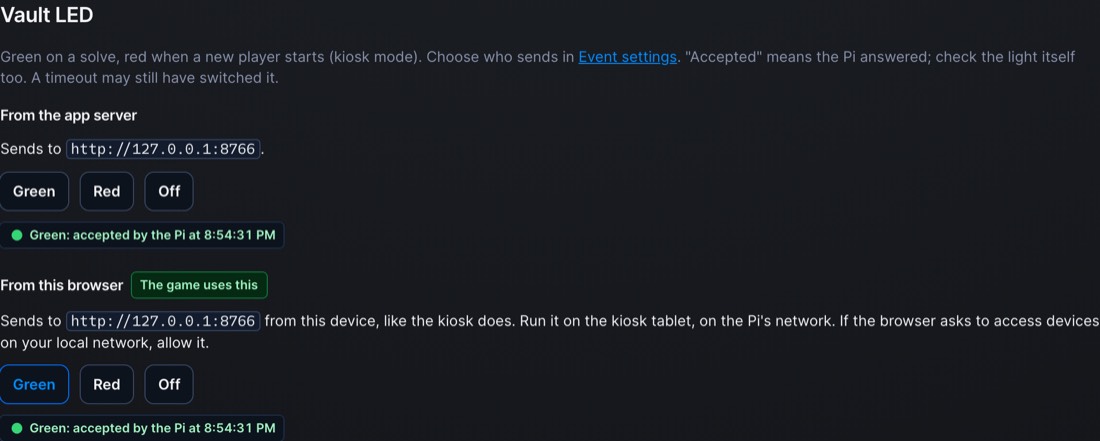 Vault LED
Green on a solve, red when a new player starts (kiosk mode). Choose who sends in Event settings. "Accepted" means the Pi answered; check the light itself
too. A timeout may still have switched it.
From the app server
Sends to http://127.0.0.1:8766.
Green Red Off
Green: accepted by the Pi at 8:54:31 PM
From this browser The game uses this
Sends to http://127.0.0.1:8766 from this device, like the kiosk does. Run it on the kiosk tablet, on the Pi's network. If the browser asks to access devices
on your local network, allow it.
Green Red Off
Green: accepted by the Pi at 8:54:31 PM